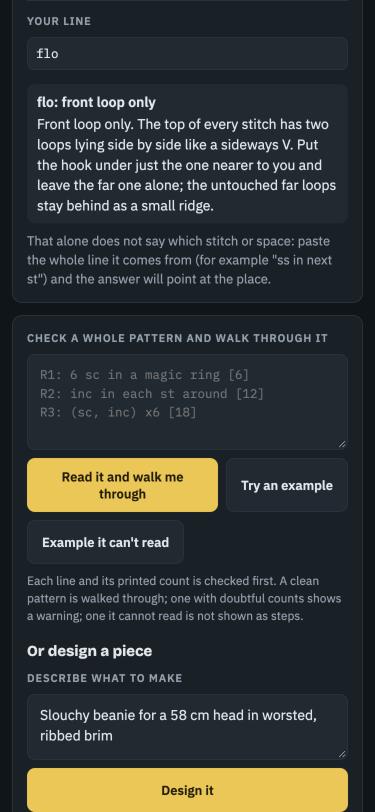 YOUR LINE
flo
flo: front loop only
Front loop only. The top of every stitch has two
loops lying side by side like a sideways V. Put
the hook under just the one nearer to you and
leave the far one alone; the untouched far loops
stay behind as a small ridge.
That alone does not say which stitch or space: paste
the whole line it comes from (for example "ss in next
st") and the answer will point at the place.
CHECK A WHOLE PATTERN AND WALK THROUGH IT
R1: 6 sc in a magic ring [6]
R2: inc in each st around [12]
R3: (sc, inc) x6 [18]
Read it and walk me
through
Try an example
Example it can't read
Each line and its printed count is checked first. A clean
pattern is walked through; one with doubtful counts shows
a warning; one it cannot read is not shown as steps.
Or design a piece
DESCRIBE WHAT TO MAKE
Slouchy beanie for a 58 cm head in worsted,
ribbed brim
Design it